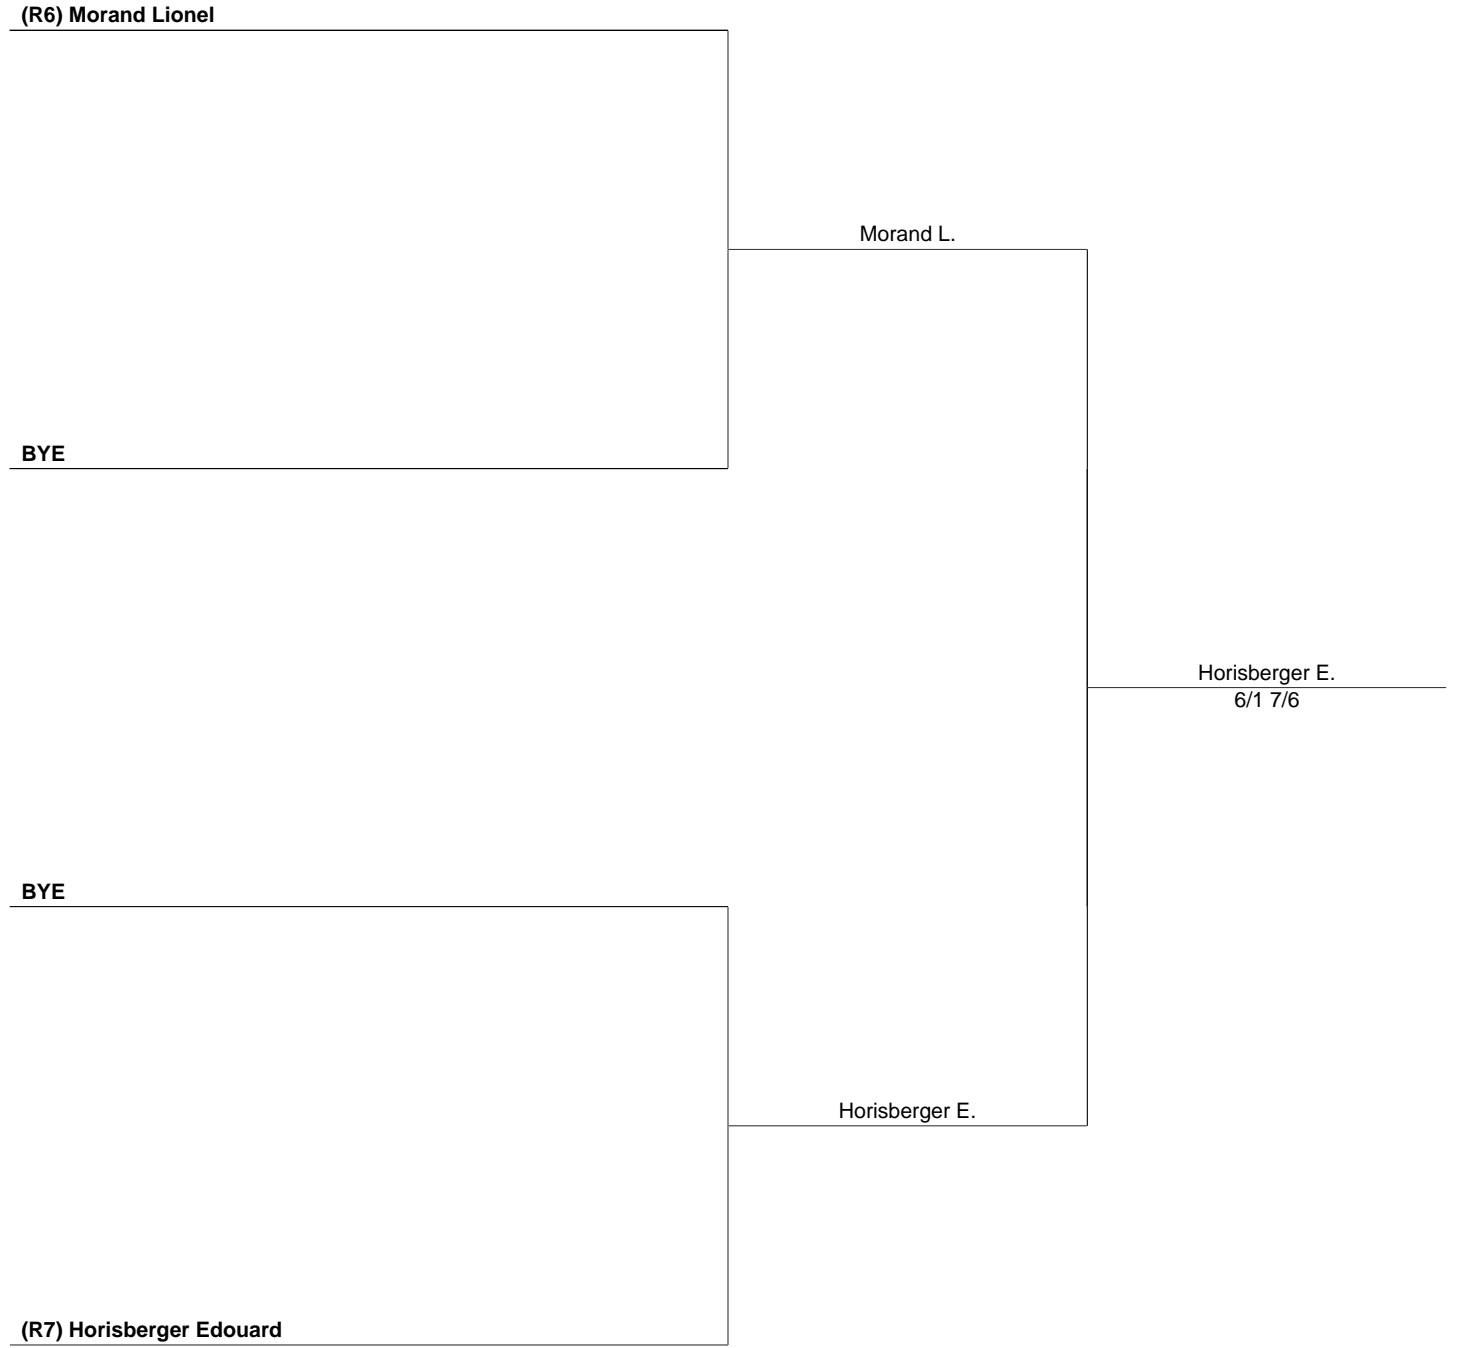 (R6) Morand Lionel
Morand L.
BYE
Horisberger E.
6/1 7/6
BYE
Horisberger E.
(R7) Horisberger Edouard